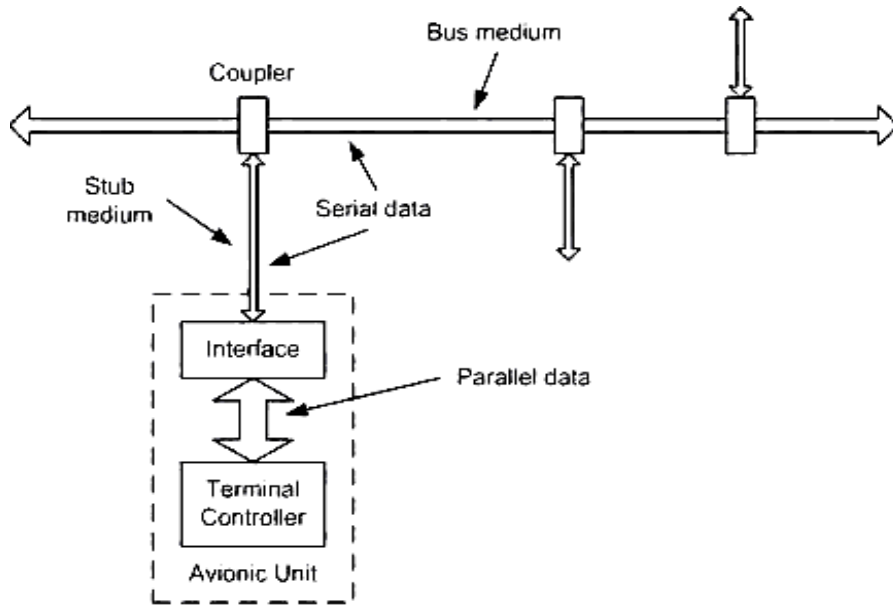 Bus medium
Coupler
Stub
medium
Serial data
Interface
Parallel data
Terminal
Controller
Avionic Unit